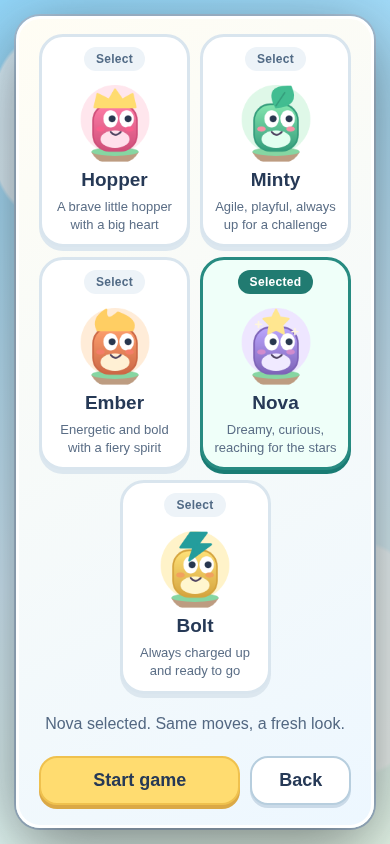 Select
Hopper
A brave little hopper
with a big heart
Select
Minty
Agile, playful, always
up for a challenge
Select
Ember
Energetic and bold
with a fiery spirit
Selected
Nova
Dreamy, curious,
reaching for the stars
Select
Bolt
Always charged up
and ready to go
Nova selected. Same moves, a fresh look.
Start game
Back